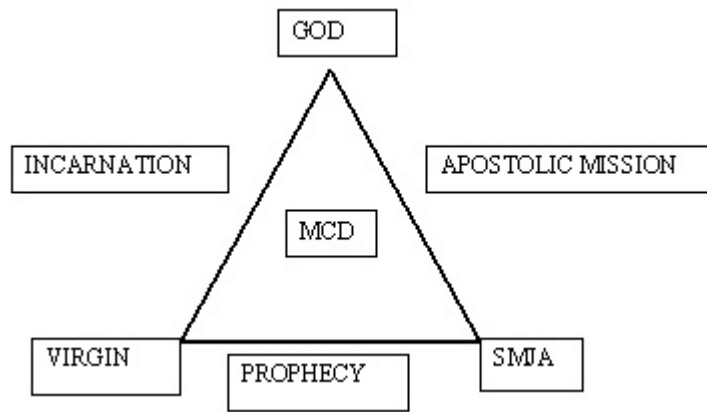 GOD
INCARNATION
APOSTOLIC MISSION
MCD
VIRGIN
PROPHECY
SMJA